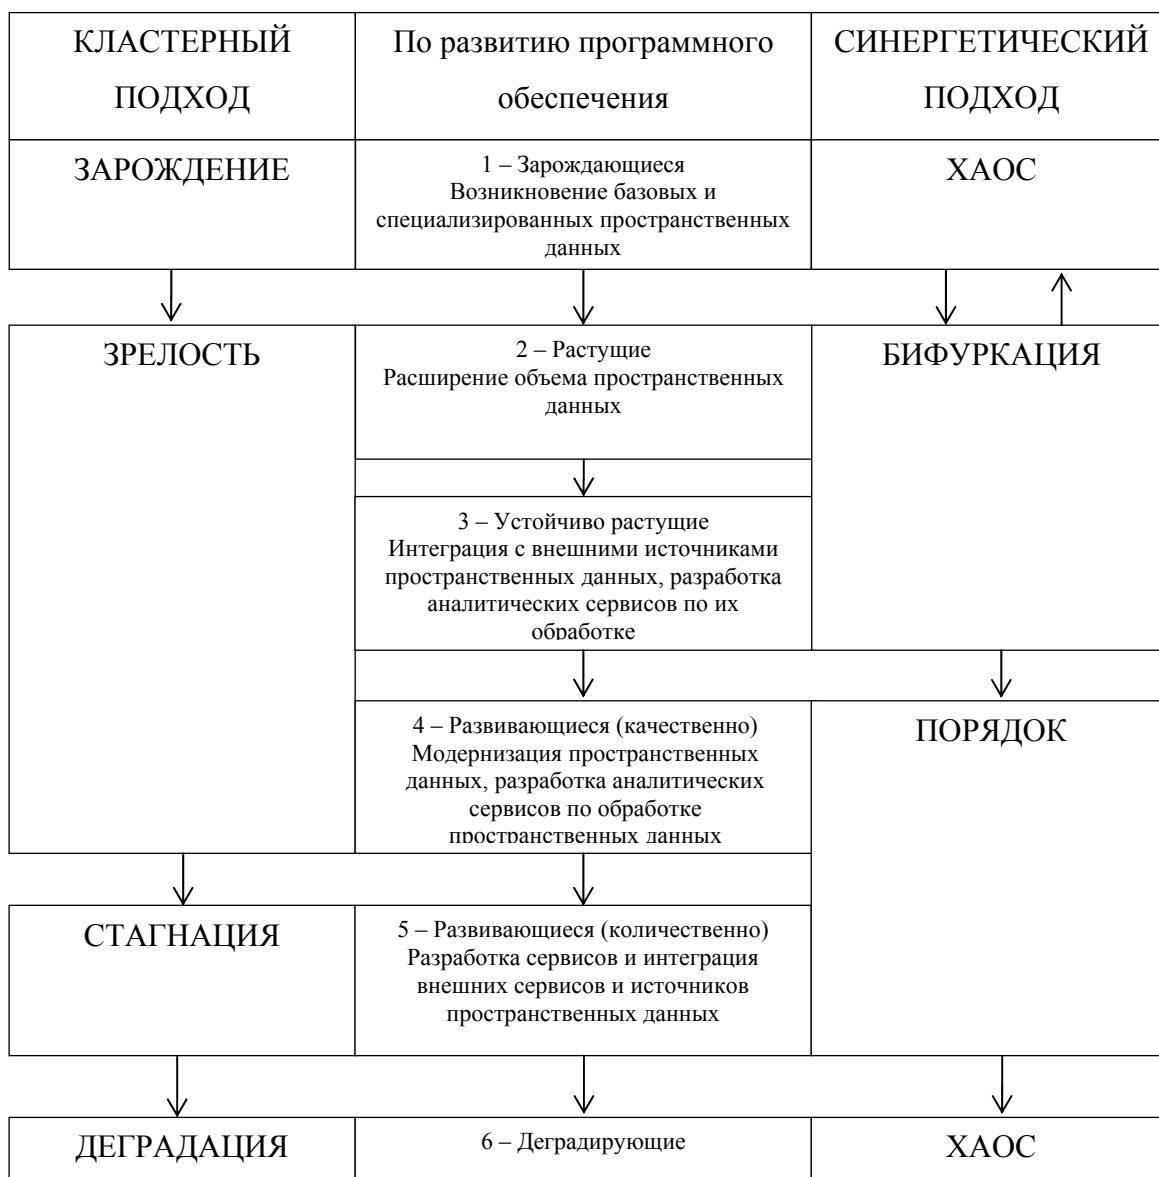 КЛАСТЕРНЫЙ
ПОДХОД
По развитию программного
обеспечения
СИНЕРГЕТИЧЕСКИЙ
ПОДХОД
ЗАРОЖДЕНИЕ
1 – Зарождающиеся
Возникновение базовых и
специализированных пространственных
данных
ХАОС
ЗРЕЛОСТЬ
2 – Растущие
Расширение объема пространственных
данных
БИФУРКАЦИЯ
3 – Устойчиво растущие
Интеграция с внешними источниками
пространственных данных, разработка
аналитических сервисов по их
обработке
4 – Развивающиеся (качественно)
Модернизация пространственных
данных, разработка аналитических
сервисов по обработке
пространственных данных
ПОРЯДОК
СТАГНАЦИЯ
5 – Развивающиеся (количественно)
Разработка сервисов и интеграция
внешних сервисов и источников
пространственных данных
ДЕГРАДАЦИЯ
6 – Деградирующие
ХАОС